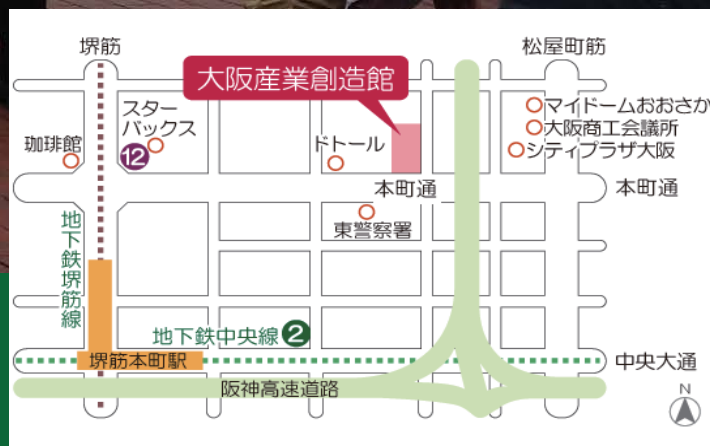 堺筋
松屋町筋
大阪産業創造館
マイドームおおさか
大阪商工会議所
シティプラザ大阪
スター
バックス
珈琲館
12
ドトール
本町通
本町通
東警察署
地下鉄堺筋線
地下鉄中央線 2
堺筋本町駅
中央大通
阪神高速道路
N